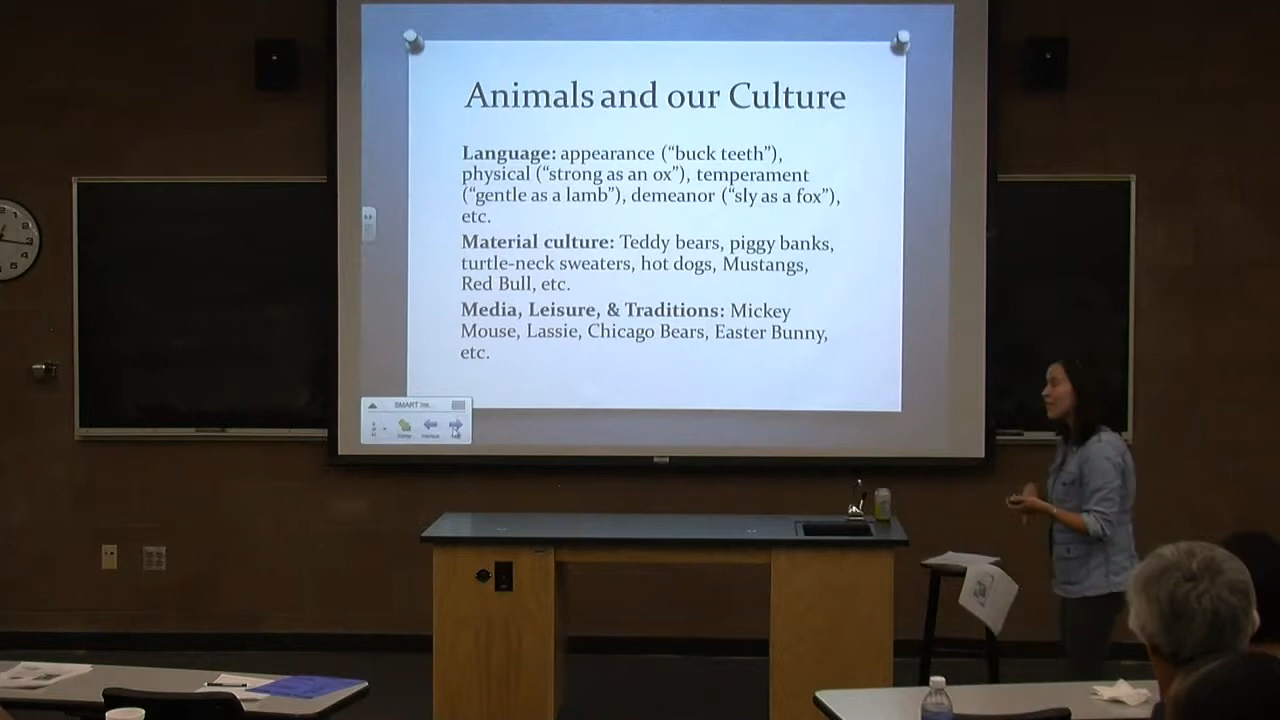 Animals and our Culture
Language: appearance (“buck teeth”),
physical (“strong as an ox”), temperament
(“gentle as a lamb”), demeanor (“sly as a fox”),
etc.
Material culture: Teddy bears, piggy banks,
turtle-neck sweaters, hot dogs, Mustangs,
Red Bull, etc.
Media, Leisure, & Traditions: Mickey
Mouse, Lassie, Chicago Bears, Easter Bunny,
etc.
SMART